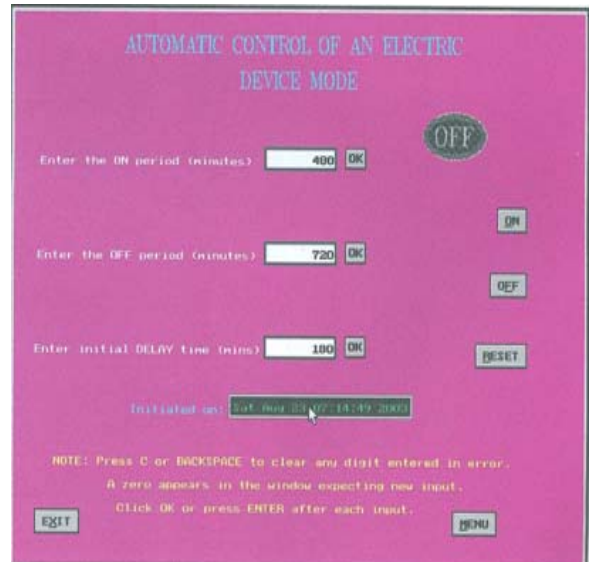 AUTOMATIC CONTROL OF AN ELECTRIC
DEVICE MODE
OFF
Enter the ON period (minutes) 480 OK
ON
Enter the OFF period (minutes) 720 OK
OFF
Enter initial DELAY time (mins) 180 OK
RESET
Initiated on: Sat Aug 23 07:14:49 2003
NOTE: Press C or BACKSPACE to clear any digit entered in error.
A zero appears in the window expecting new input.
Click OK or press ENTER after each input.
EXIT
MENU